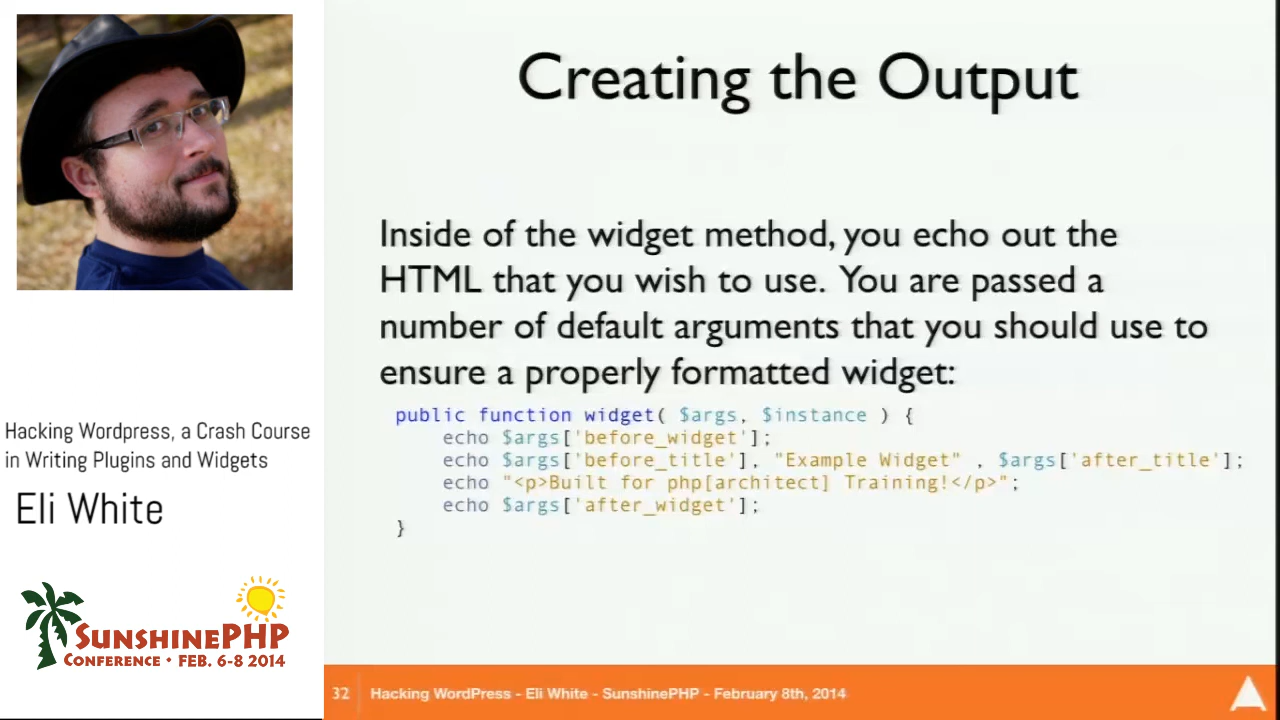 Creating the Output
Inside of the widget method, you echo out the
HTML that you wish to use. You are passed a
number of default arguments that you should use to
ensure a properly formatted widget:
public function widget( $args, $instance ) {
    echo $args['before_widget'];
    echo $args['before_title'], "Example Widget" , $args['after_title'];
    echo "<p>Built for php[architect] Training!</p>";
    echo $args['after_widget'];
}
Hacking Wordpress, a Crash Course
in Writing Plugins and Widgets
Eli White
SUNSHINEPHP
CONFERENCE • FEB. 6-8 2014
32 Hacking WordPress - Eli White - SunshinePHP - February 8th, 2014